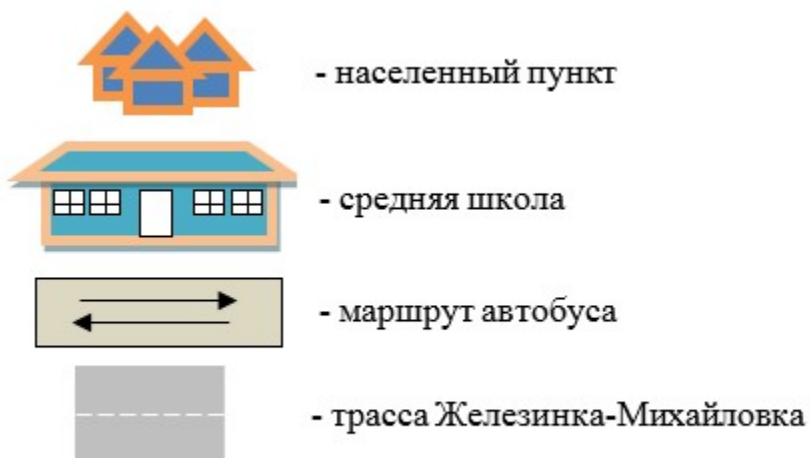 - населенный пункт
- средняя школа
- маршрут автобуса
- трасса Железинка-Михайловка